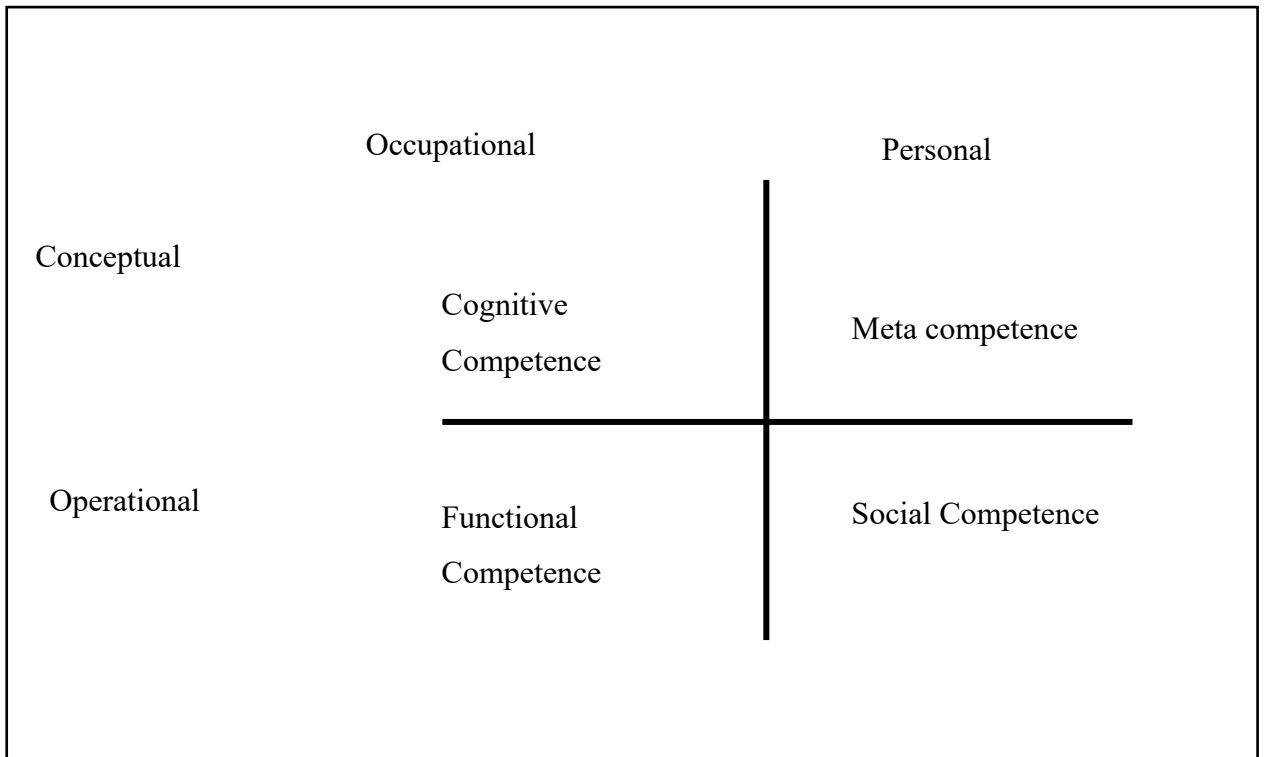 Occupational
Personal
Conceptual
Cognitive
Competence
Meta competence
Operational
Functional
Competence
Social Competence